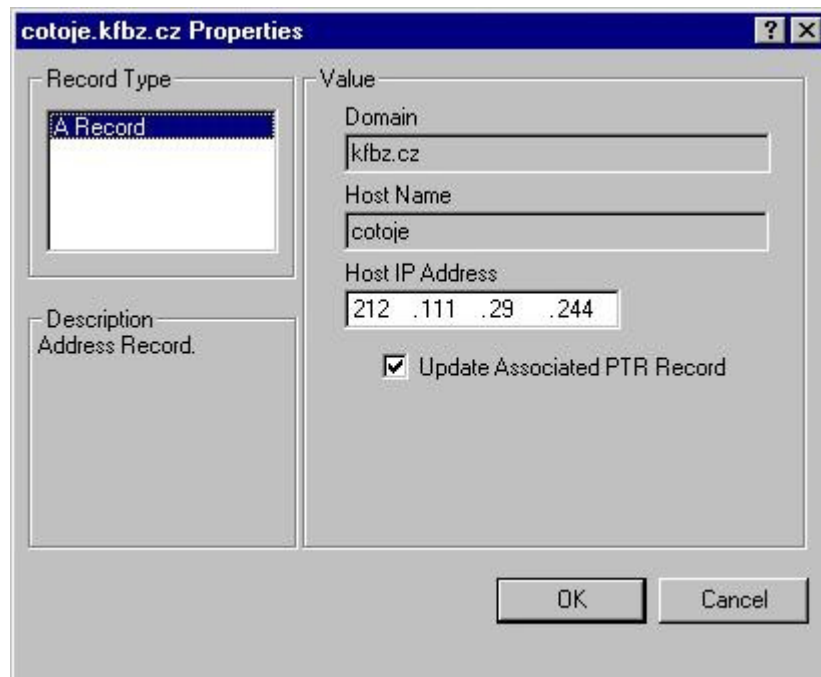 cotoje.kfbz.cz Properties
Record Type
A Record
Description
Address Record.
Value
Domain
kfbz.cz
Host Name
cotoje
Host IP Address
212 .111 .29 .244
Update Associated PTR Record
OK
Cancel